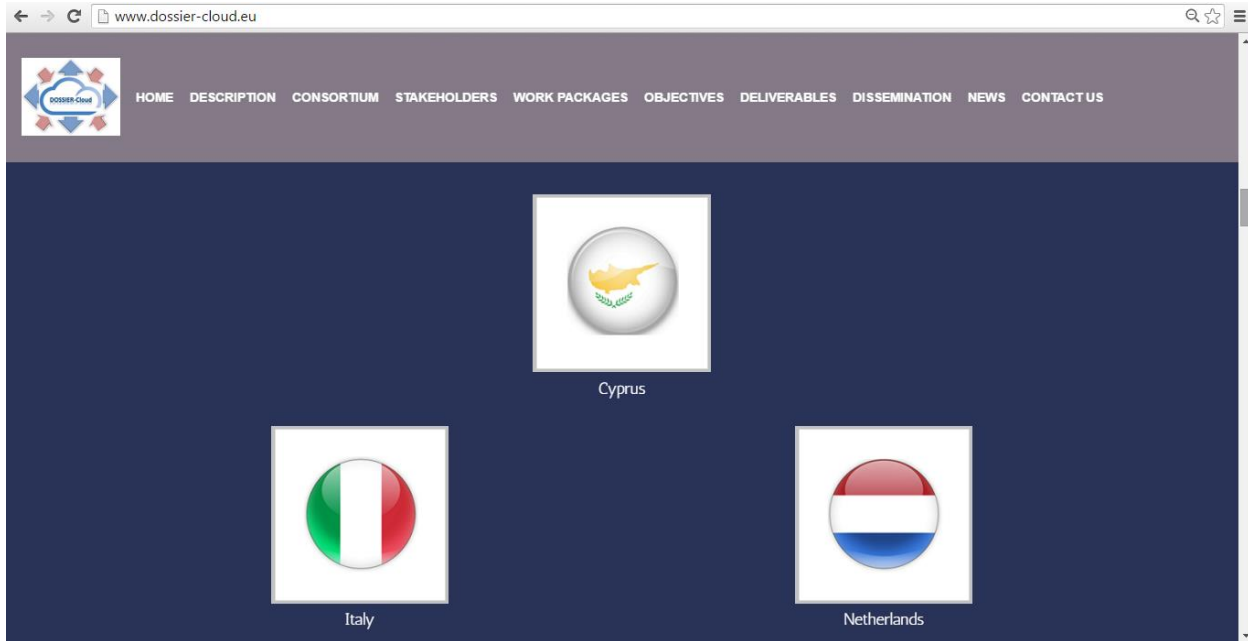 www.dossier-cloud.eu
DOSSIER-Cloud
HOME DESCRIPTION CONSORTIUM STAKEHOLDERS WORK PACKAGES OBJECTIVES DELIVERABLES DISSEMINATION NEWS CONTACT US
Cyprus
Italy
Netherlands